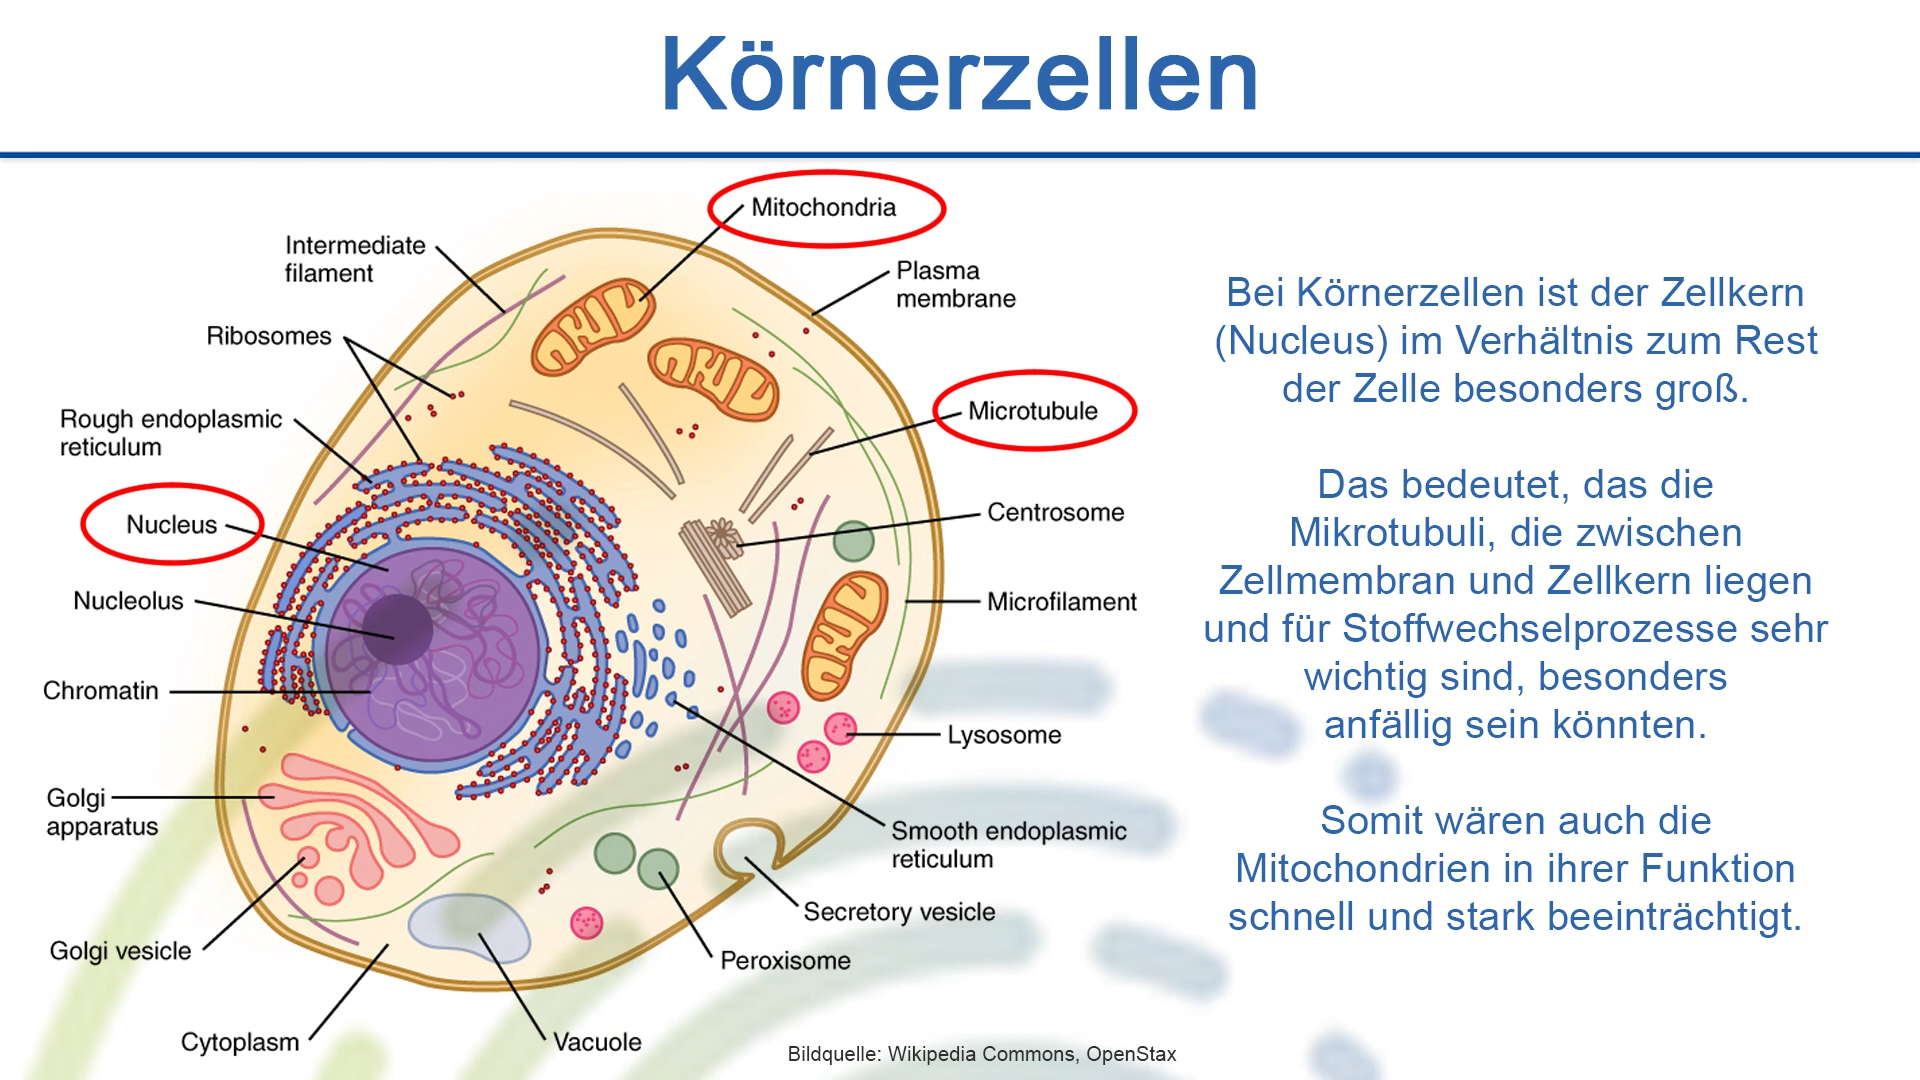 Körnerzellen
Mitochondria
Intermediate
filament
Plasma
membrane
Ribosomes
Rough endoplasmic
reticulum
Microtubule
Nucleus
Centrosome
Nucleolus
Microfilament
Chromatin
Lysosome
Golgi
apparatus
Smooth endoplasmic
reticulum
Secretory vesicle
Golgi vesicle
Peroxisome
Cytoplasm
Vacuole
Bildquelle: Wikipedia Commons, OpenStax
Bei Körnerzellen ist der Zellkern
(Nucleus) im Verhältnis zum Rest
der Zelle besonders groß.
Das bedeutet, das die
Mikrotubuli, die zwischen
Zellmembran und Zellkern liegen
und für Stoffwechselprozesse sehr
wichtig sind, besonders
anfällig sein könnten.
Somit wären auch die
Mitochondrien in ihrer Funktion
schnell und stark beeinträchtigt.